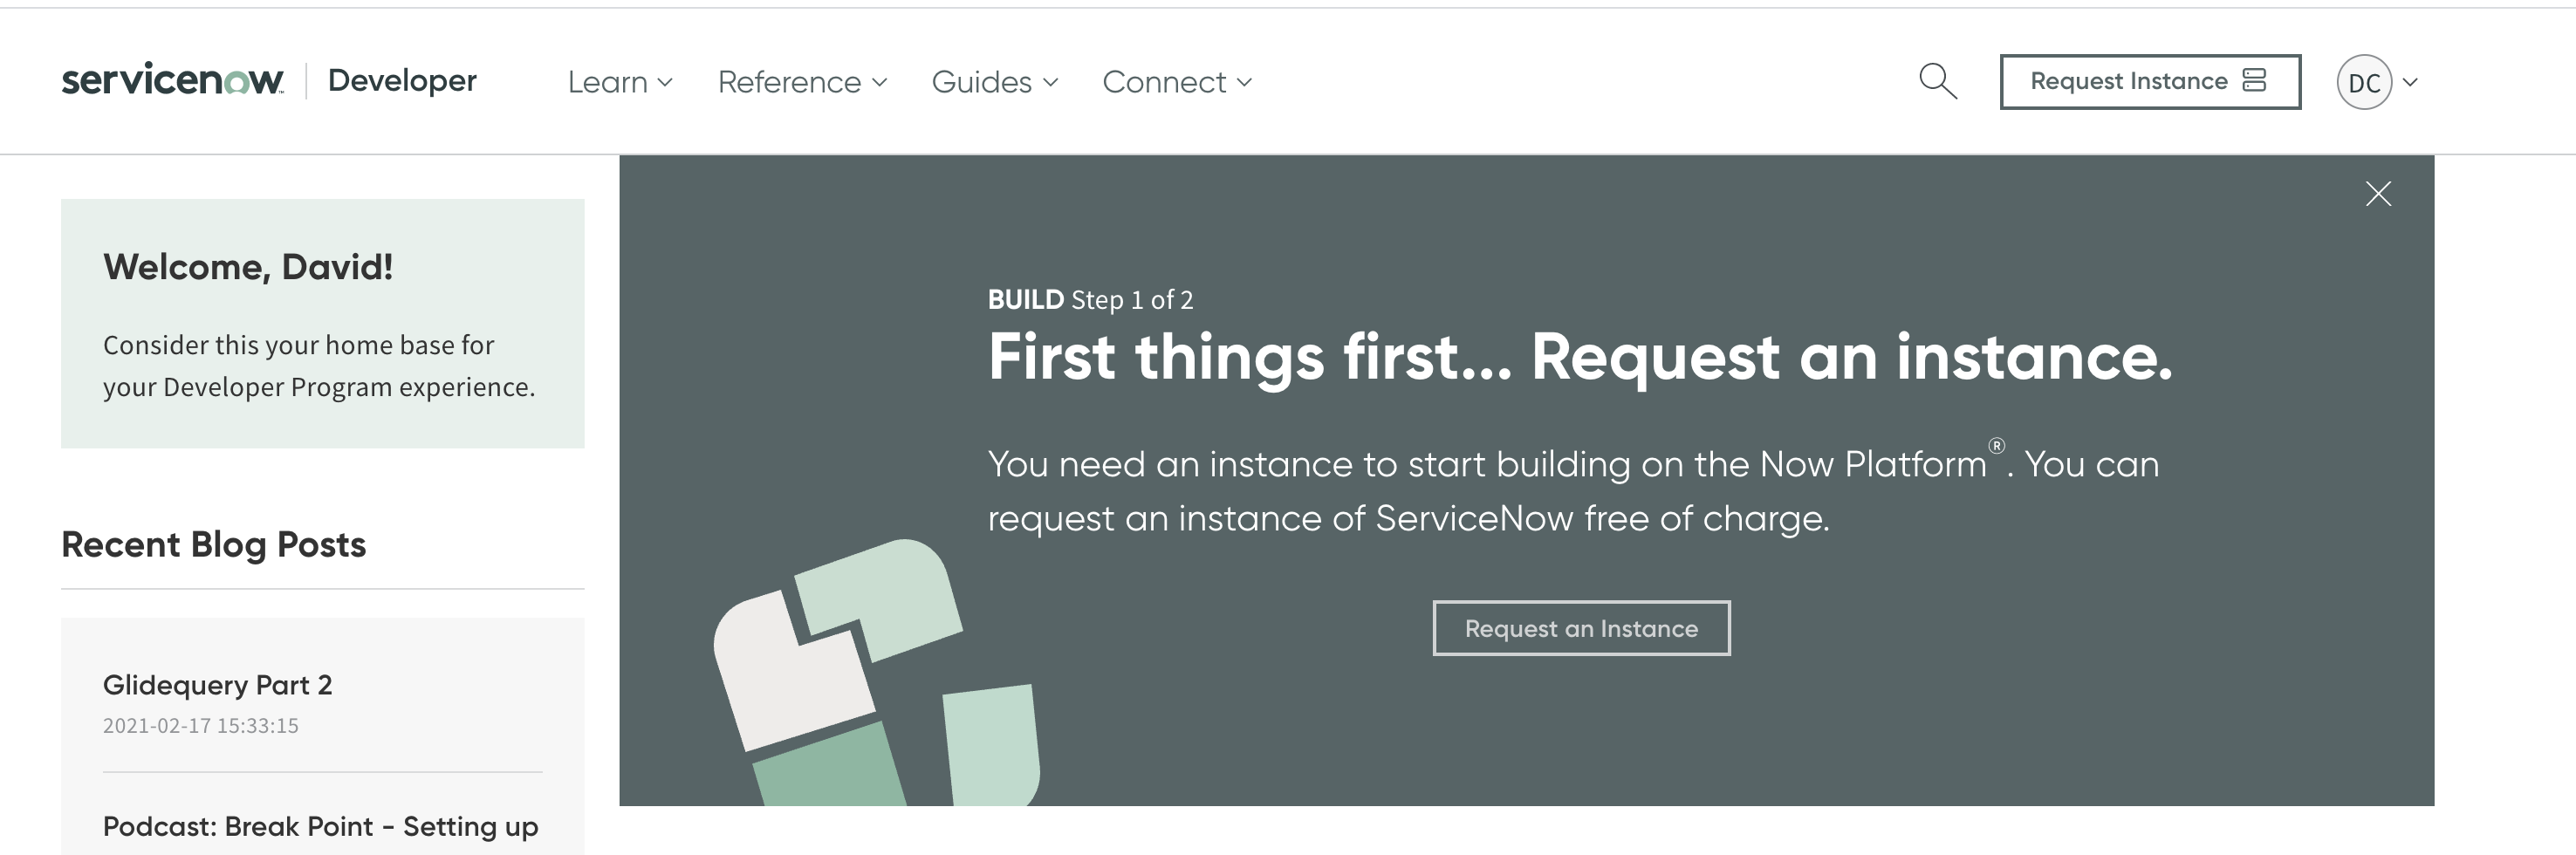 servicenow™ Developer
Learn Reference Guides Connect
Request Instance DC
Welcome, David!
Consider this your home base for
your Developer Program experience.
Recent Blog Posts
Glidequery Part 2
2021-02-17 15:33:15
Podcast: Break Point - Setting up
BUILD Step 1 of 2
First things first... Request an instance.
You need an instance to start building on the Now Platform®. You can
request an instance of ServiceNow free of charge.
Request an Instance